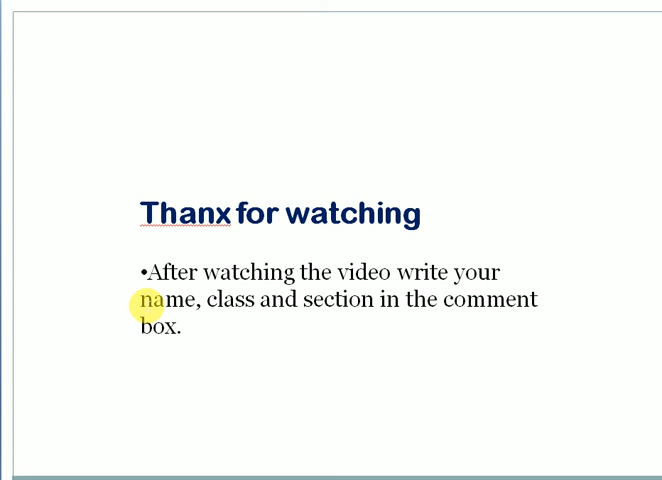 Thanx for watching
•After watching the video write your
name, class and section in the comment
box.